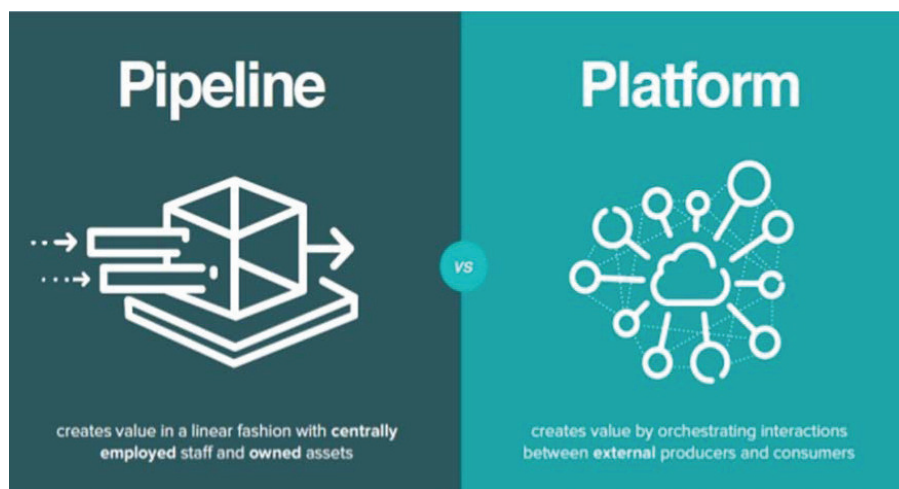 Pipeline
creates value in a linear fashion with centrally
employed staff and owned assets
vs
Platform
creates value by orchestrating interactions
between external producers and consumers